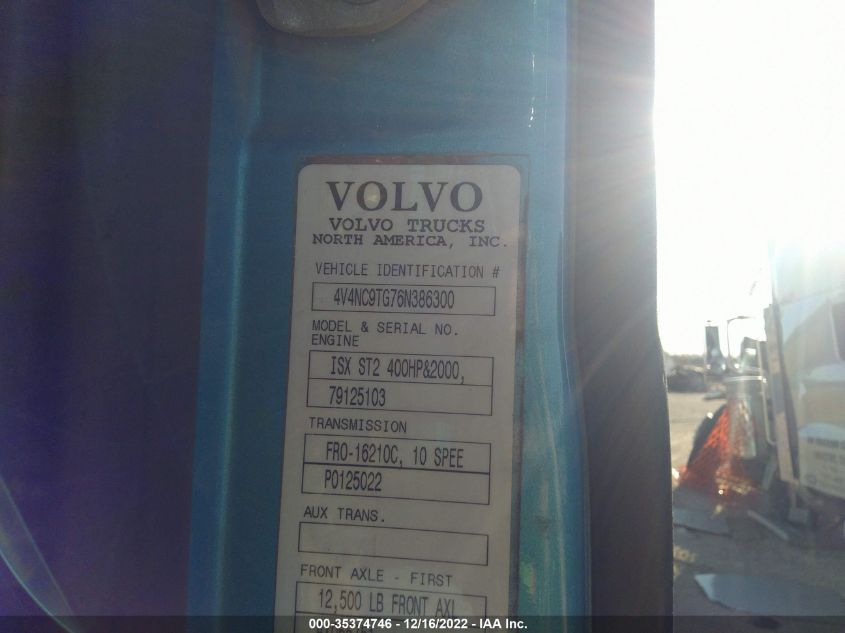 VOLVO
VOLVO TRUCKS
NORTH AMERICA, INC.
VEHICLE IDENTIFICATION #
4V4NC9TG76N386300
MODEL & SERIAL NO.
ENGINE
ISX ST2 400HP&2000,
79125103
TRANSMISSION
FRO-16210C, 10 SPEE
P0125022
AUX TRANS.
FRONT AXLE - FIRST
12,500 LB FRONT AXL
000-35374746 - 12/16/2022 - IAA Inc.